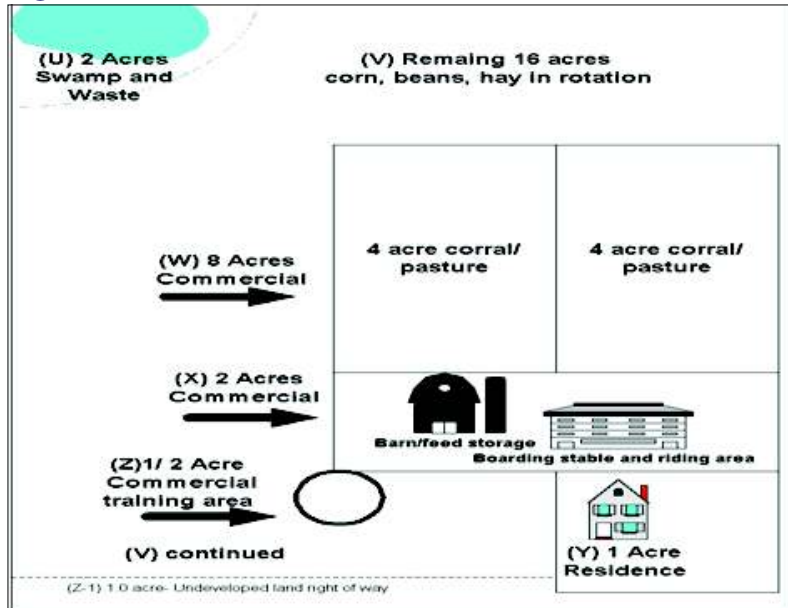 (U) 2 Acres
Swamp and
Waste
(V) Remaing 16 acres
corn, beans, hay in rotation
4 acre corral/
pasture
4 acre corral/
pasture
(W) 8 Acres
Commercial
(X) 2 Acres
Commercial
Barn/feed storage
Boarding stable and riding area
(Z)1/ 2 Acre
Commercial
training area
(V) continued
(Y) 1 Acre
Residence
(Z-1) 1.0 acre- Undeveloped land right of way